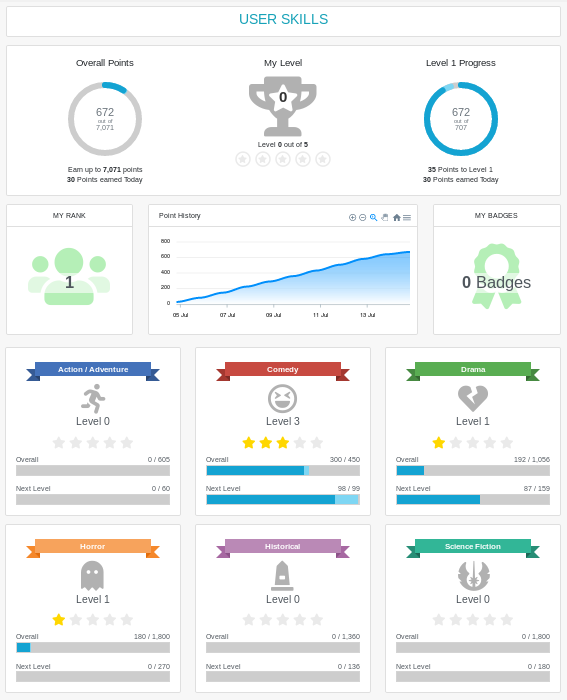 USER SKILLS
Overall Points
672
out of
7,071
Earn up to 7,071 points
30 Points earned Today
My Level
0
Level 0 out of 5
Level 1 Progress
672
out of
707
35 Points to Level 1
30 Points earned Today
MY RANK
1
Point History
800
600
400
200
0
05 Jul
07 Jul
09 Jul
11 Jul
13 Jul
MY BADGES
0 Badges
Action / Adventure
Level 0
Overall 0 / 605
Next Level 0 / 60
Comedy
Level 3
Overall 300 / 450
Next Level 98 / 99
Drama
Level 1
Overall 192 / 1,056
Next Level 87 / 159
Horror
Level 1
Overall 180 / 1,800
Next Level 0 / 270
Historical
Level 0
Overall 0 / 1,360
Next Level 0 / 136
Science Fiction
Level 0
Overall 0 / 1,800
Next Level 0 / 180